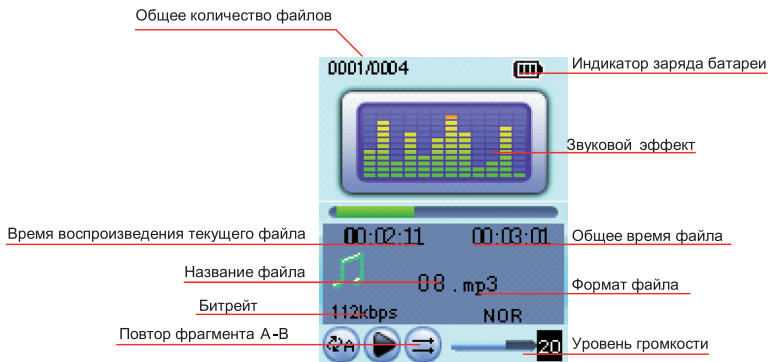 Общее количество файлов
0001/0004
Индикатор заряда батареи
Звуковой эффект
Время воспроизведения текущего файла
00:02:11
00:03:01
Общее время файла
Название файла
08.mp3
Формат файла
Битрейт
112kbps
NOR
Повтор фрагмента A-B
A
20
Уровень громкости